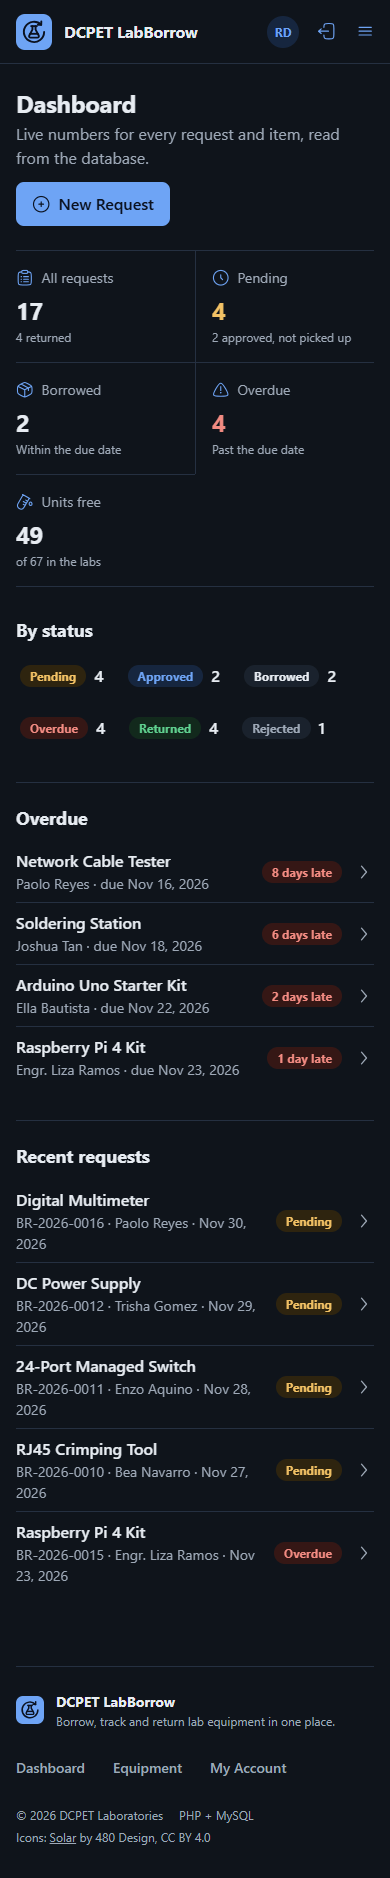 DCPET LabBorrow
RD
Dashboard
Live numbers for every request and item, read
from the database.
New Request
All requests
17
4 returned
Pending
4
2 approved, not picked up
Borrowed
2
Within the due date
Overdue
4
Past the due date
Units free
49
of 67 in the labs
By status
Pending 4 Approved 2 Borrowed 2
Overdue 4 Returned 4 Rejected 1
Overdue
Network Cable Tester
Paolo Reyes · due Nov 16, 2026
8 days late
Soldering Station
Joshua Tan · due Nov 18, 2026
6 days late
Arduino Uno Starter Kit
Ella Bautista · due Nov 22, 2026
2 days late
Raspberry Pi 4 Kit
Engr. Liza Ramos · due Nov 23, 2026
1 day late
Recent requests
Digital Multimeter
BR-2026-0016 · Paolo Reyes · Nov 30,
2026
Pending
DC Power Supply
BR-2026-0012 · Trisha Gomez · Nov 29,
2026
Pending
24-Port Managed Switch
BR-2026-0011 · Enzo Aquino · Nov 28,
2026
Pending
RJ45 Crimping Tool
BR-2026-0010 · Bea Navarro · Nov 27,
2026
Pending
Raspberry Pi 4 Kit
BR-2026-0015 · Engr. Liza Ramos · Nov
23, 2026
Overdue
DCPET LabBorrow
Borrow, track and return lab equipment in one place.
Dashboard Equipment My Account
© 2026 DCPET Laboratories PHP + MySQL
Icons: Solar by 480 Design, CC BY 4.0